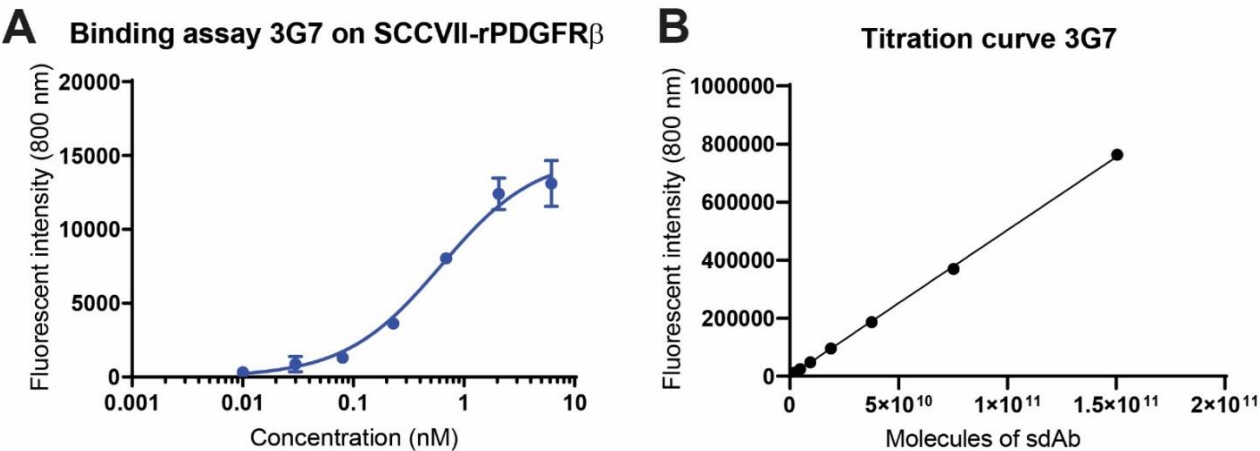 A Binding assay 3G7 on SCCVII-rPDGFRβ
Fluorescent intensity (800 nm)
20000
15000
10000
5000
0
0.001 0.01 0.1 1 10
Concentration (nM)
B Titration curve 3G7
Fluorescent intensity (800 nm)
1000000
800000
600000
400000
200000
0
0 5×10¹⁰ 1×10¹¹ 1.5×10¹¹ 2×10¹¹
Molecules of sdAb